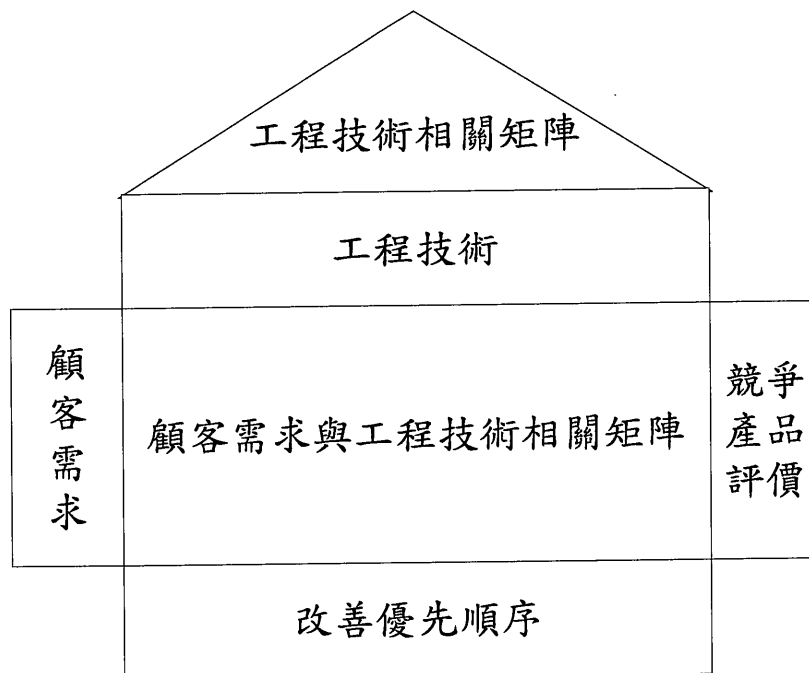 工程技術相關矩陣
工程技術
顧客需求
顧客需求與工程技術相關矩陣
競爭
產品
評價
改善優先順序